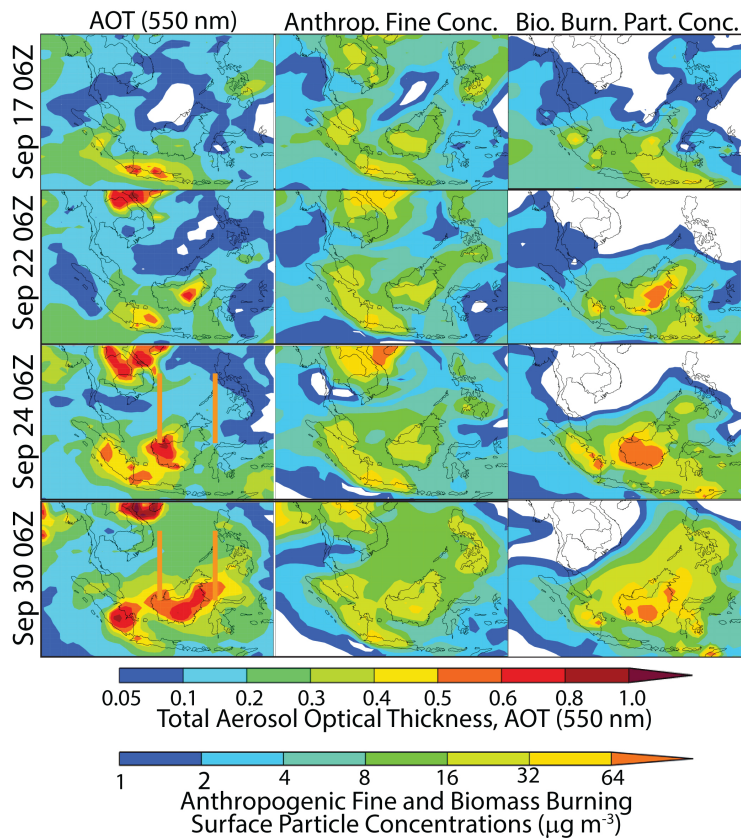 AOT (550 nm) Anthrop. Fine Conc. Bio. Burn. Part. Conc.
Sep 17 06Z
Sep 22 06Z
Sep 24 06Z
Sep 30 06Z
0.05 0.1 0.2 0.3 0.4 0.5 0.6 0.8 1.0
Total Aerosol Optical Thickness, AOT (550 nm)
1 2 4 8 16 32 64
Anthropogenic Fine and Biomass Burning
Surface Particle Concentrations (μg m⁻³)